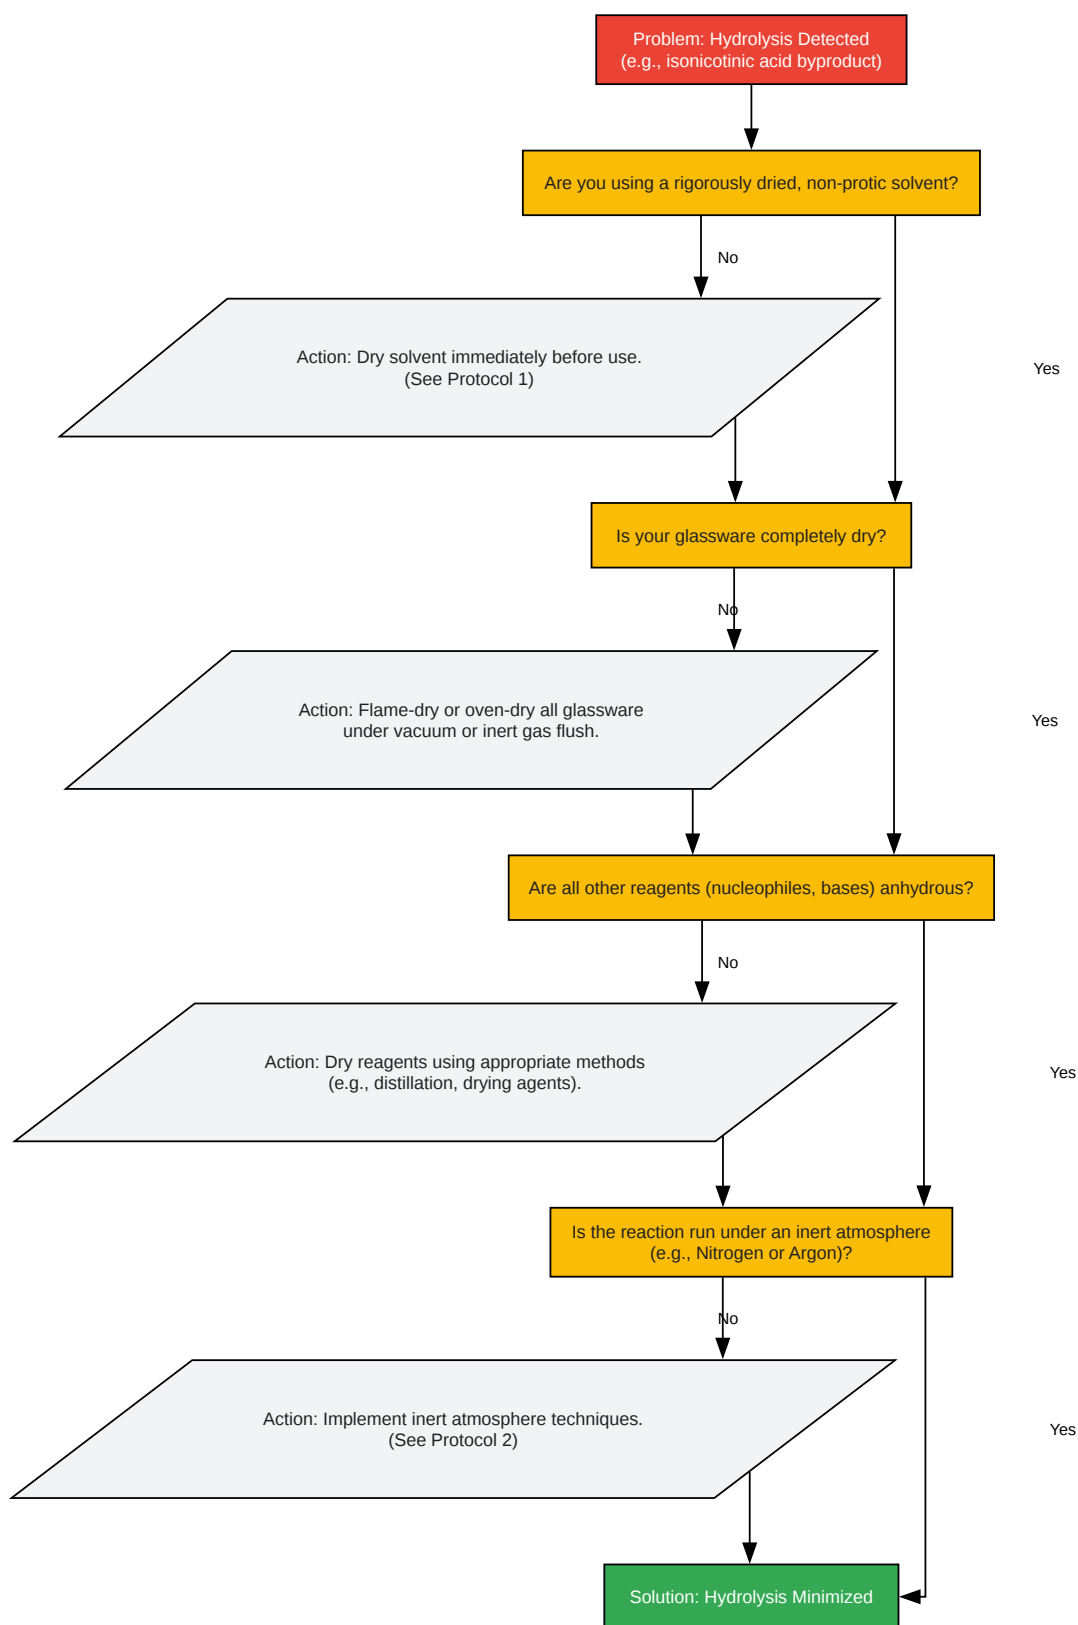 Problem: Hydrolysis Detected
(e.g., isonicotinic acid byproduct)
Are you using a rigorously dried, non-protic solvent?
No
Action: Dry solvent immediately before use.
(See Protocol 1)
Yes
Is your glassware completely dry?
No
Action: Flame-dry or oven-dry all glassware
under vacuum or inert gas flush.
Yes
Are all other reagents (nucleophiles, bases) anhydrous?
No
Action: Dry reagents using appropriate methods
(e.g., distillation, drying agents).
Yes
Is the reaction run under an inert atmosphere
(e.g., Nitrogen or Argon)?
No
Action: Implement inert atmosphere techniques.
(See Protocol 2)
Yes
Solution: Hydrolysis Minimized